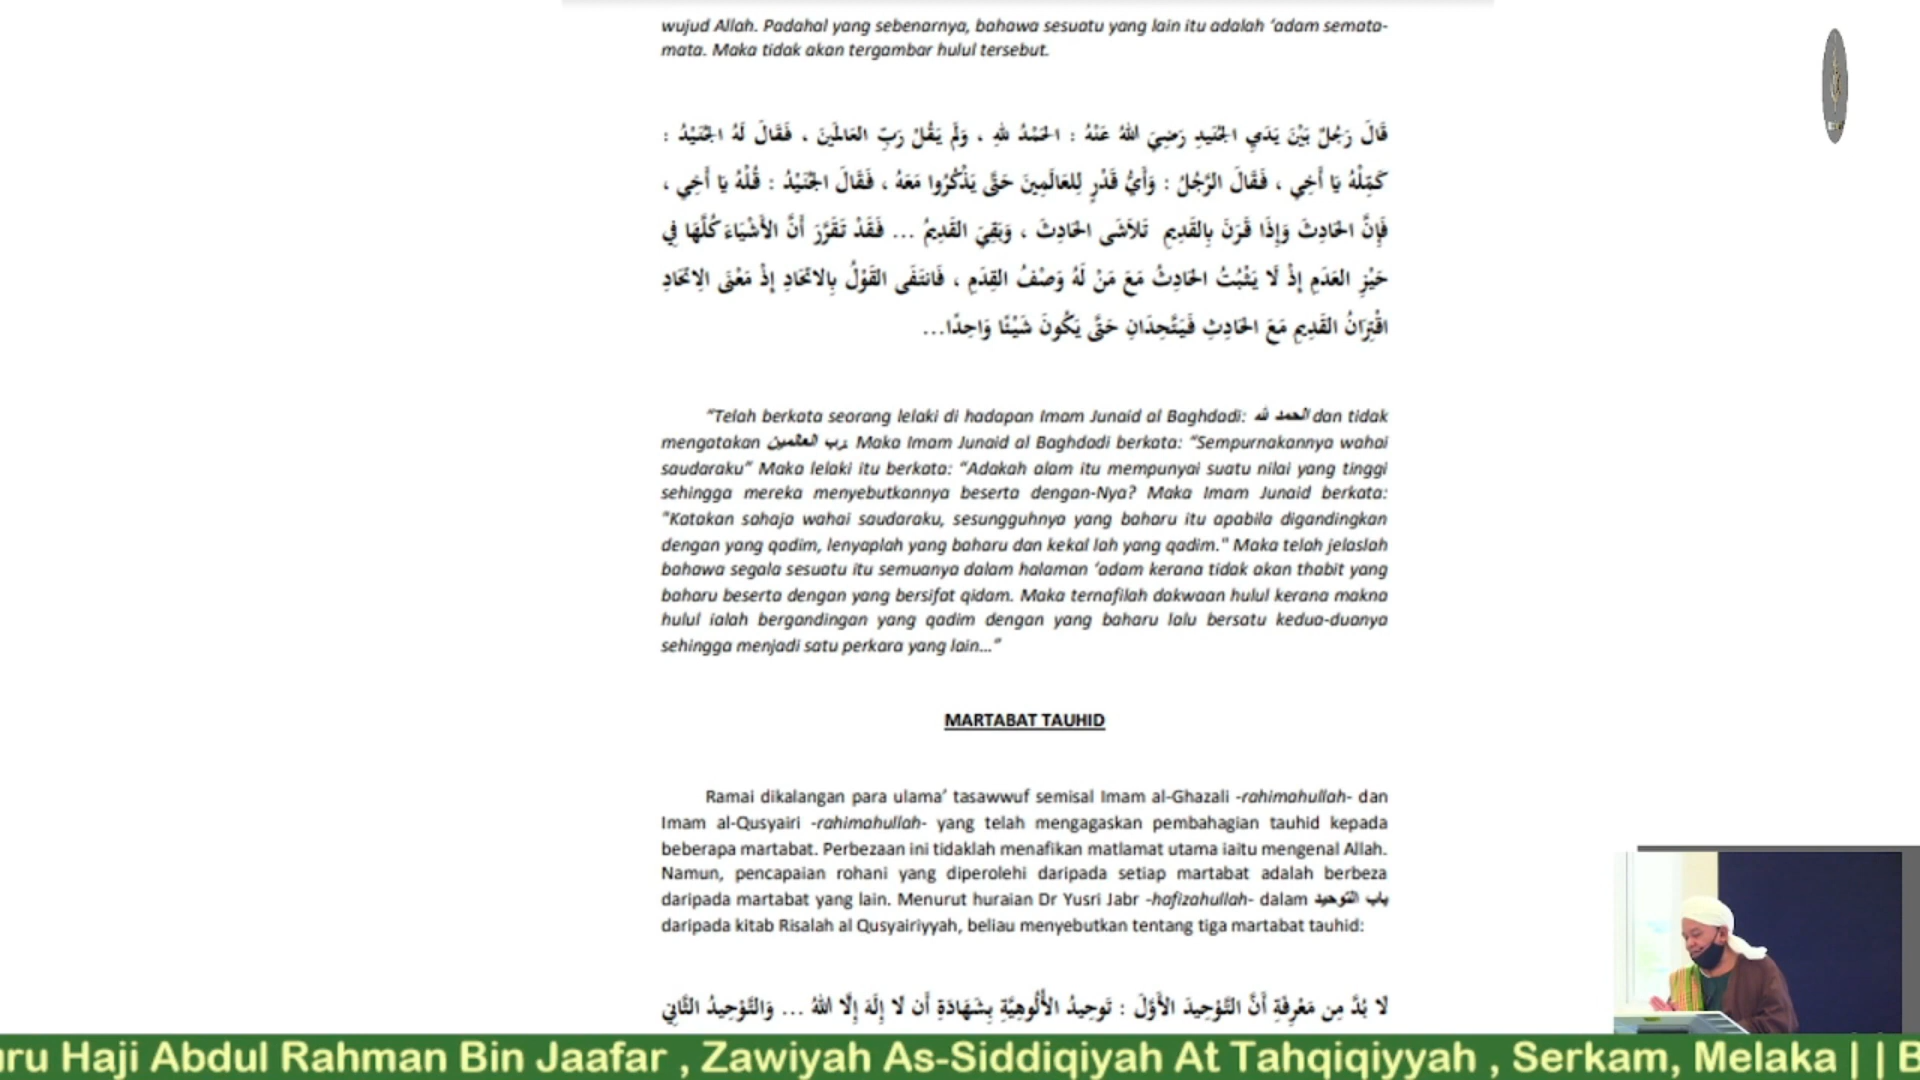 wujud Allah. Padahal yang sebenarnya, bahawa sesuatu yang lain itu adalah ‘adam semata-
mata. Maka tidak akan tergambar hulul tersebut.
قَالَ رَجُلٌ بَيْنَ يَدَيِ الْجُنَيْدِ رَضِيَ اللهُ عَنْهُ : الحَمْدُ للهِ ، وَلَمْ يَقُلْ رَبِّ العَالَمِيْنَ ، فَقَالَ لَهُ الجُنَيْدُ :
كَمِّلْهُ يَا أَخِي ، فَقَالَ الرَّجُلُ : وَأَيُّ قَدْرٍ لِلعَالَمِينَ حَتَّى يَذْكُرُوا مَعَهُ ، فَقَالَ الجُنَيْدُ : قُلْهُ يَا أَخِي ،
فَإِنَّ الحَادِثَ وَإِذَا قَرَنَ بِالقَدِيمِ تَلَاشَى الحَادِثَ ، وَبَقِيَ القَدِيمُ ... فَقَدْ تَقَرَّرَ أَنَّ الأَشْيَاءَ كُلَّهَا فِي
حَيْزِ العَدَمِ إِذْ لَا يَثْبُتُ الحَادِثُ مَعَ مَنْ لَهُ وَصْفُ القِدَمِ ، فَانتَفَى القَوْلُ بِالاتحَادِ إِذْ مَعْنَى الِاتحَادِ
اقْتِرَانُ القَدِيمِ مَعَ الحَادِثِ فَيَتَّحِدَانِ حَتَّى يَكُونَ شَيْئًا وَاحِدًا...
“Telah berkata seorang lelaki di hadapan Imam Junaid al Baghdadi: الحمد لله dan tidak
mengatakan رب العالمين. Maka Imam Junaid al Baghdadi berkata: “Sempurnakannya wahai
saudaraku” Maka lelaki itu berkata: “Adakah alam itu mempunyai suatu nilai yang tinggi
sehingga mereka menyebutkannya beserta dengan-Nya? Maka Imam Junaid berkata:
“Katakan sahaja wahai saudaraku, sesungguhnya yang baharu itu apabila digandingkan
dengan yang qadim, lenyaplah yang baharu dan kekal lah yang qadim." Maka telah jelaslah
bahawa segala sesuatu itu semuanya dalam halaman ‘adam kerana tidak akan thabit yang
baharu beserta dengan yang bersifat qidam. Maka ternafilah dakwaan hulul kerana makna
hulul ialah bergandingan yang qadim dengan yang baharu lalu bersatu kedua-duanya
sehingga menjadi satu perkara yang lain…”
MARTABAT TAUHID
Ramai dikalangan para ulama’ tasawwuf semisal Imam al-Ghazali -rahimahullah- dan
Imam al-Qusyairi -rahimahullah- yang telah mengagaskan pembahagian tauhid kepada
beberapa martabat. Perbezaan ini tidaklah menafikan matlamat utama iaitu mengenal Allah.
Namun, pencapaian rohani yang diperolehi daripada setiap martabat adalah berbeza
daripada martabat yang lain. Menurut huraian Dr Yusri Jabr -hafizahullah- dalam باب التوحيد
daripada kitab Risalah al Qusyairiyyah, beliau menyebutkan tentang tiga martabat tauhid:
لَا بُدَّ مِن مَعْرِفَةِ أَنَّ التَّوْحِيدَ الأَوَّلَ : تَوحِيدُ الأُلُوهِيَّةِ بِشَهَادَةِ أَن لَا إِلَهَ إِلَّا اللهُ ... وَالتَّوْحِيدُ الثَّانِي
uru Haji Abdul Rahman Bin Jaafar , Zawiyah As-Siddiqiyah At Tahqiqiyyah , Serkam, Melaka | | B